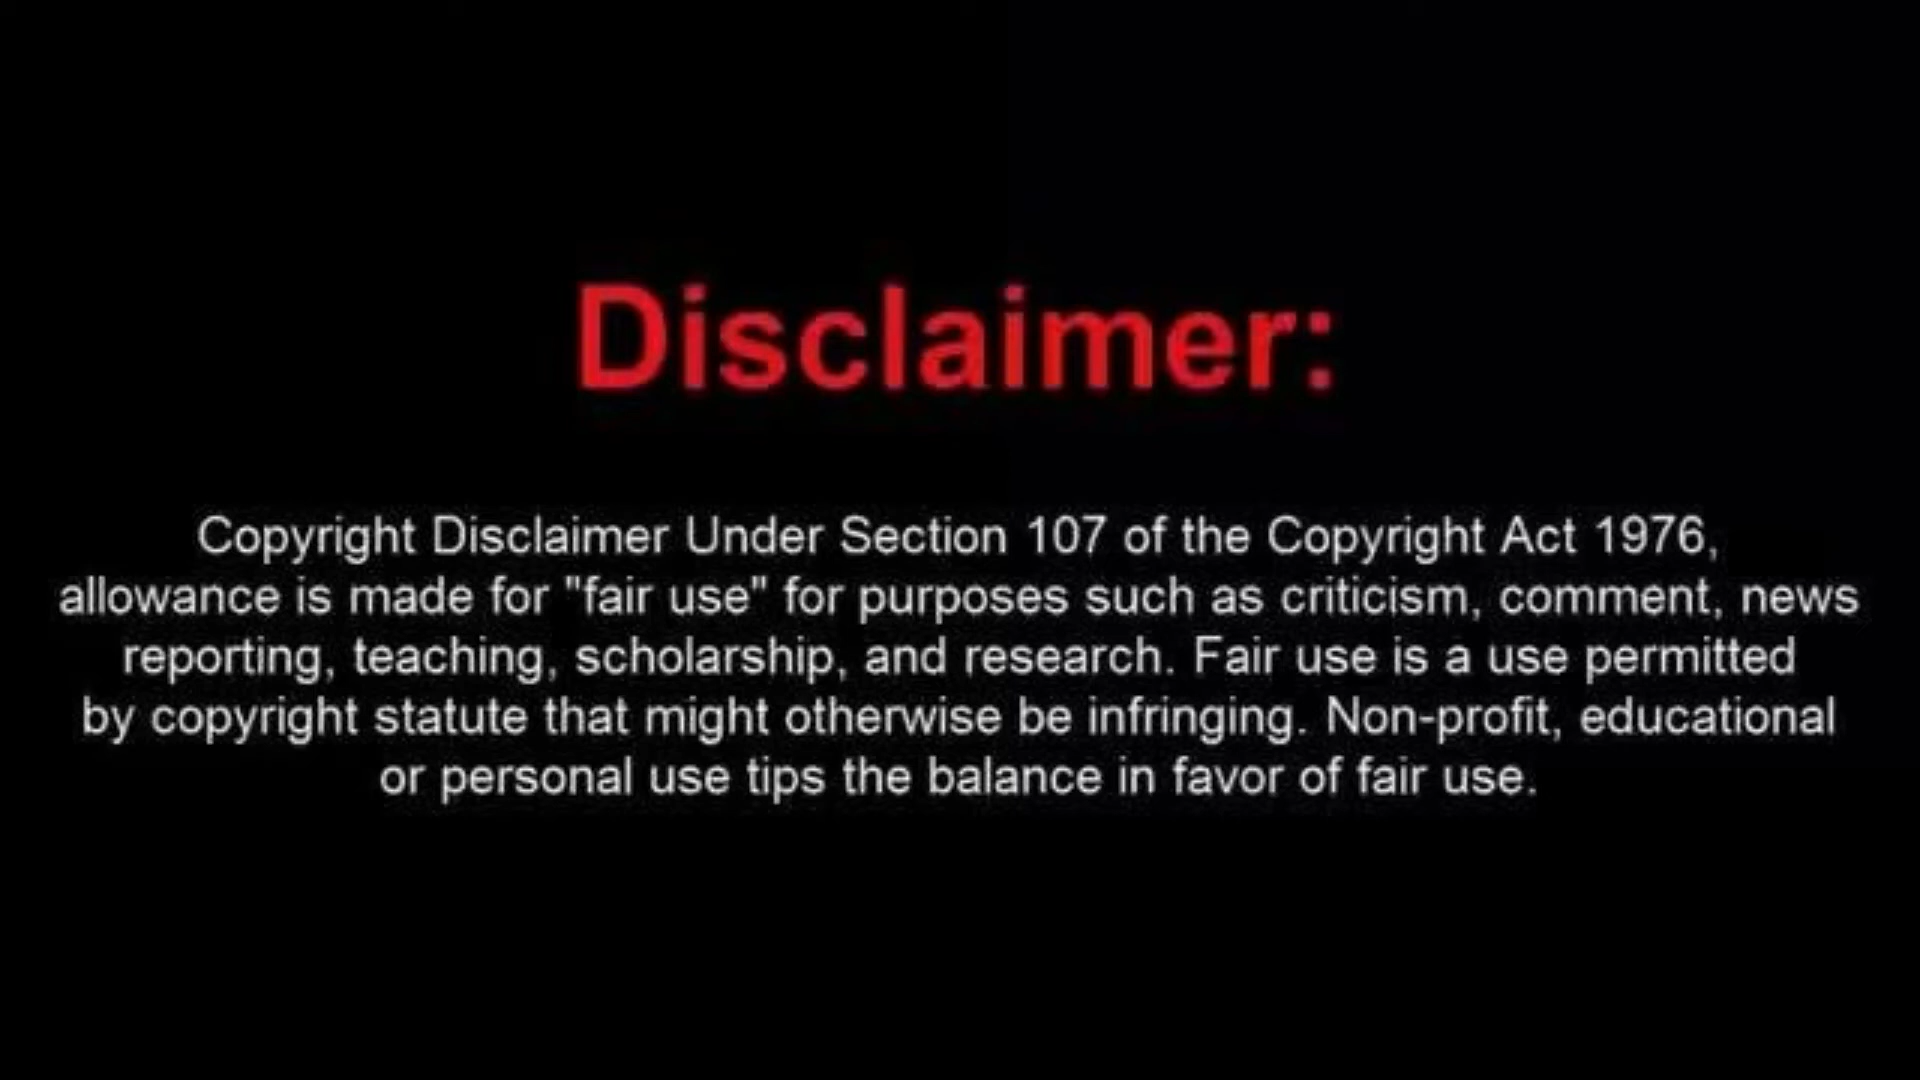 Disclaimer:
Copyright Disclaimer Under Section 107 of the Copyright Act 1976,
allowance is made for "fair use" for purposes such as criticism, comment, news
reporting, teaching, scholarship, and research. Fair use is a use permitted
by copyright statute that might otherwise be infringing. Non-profit, educational
or personal use tips the balance in favor of fair use.